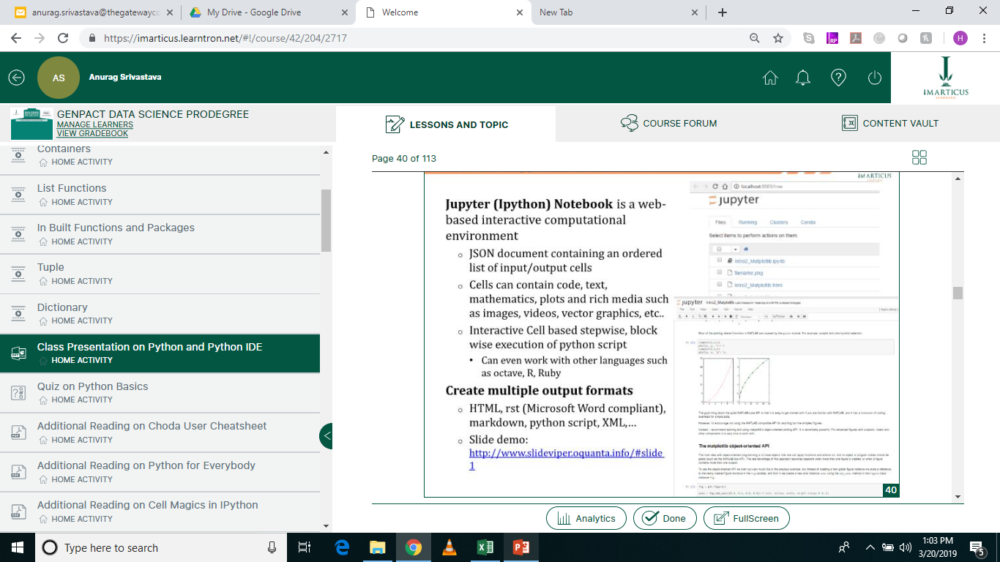 anurag.srivastava@thegatewayco
My Drive - Google Drive
Welcome
New Tab
https://imarticus.learntron.net/#!/course/42/204/2717
H
AS
Anurag Srivastava
IMARTICUS
LEARNING
GENPACT DATA SCIENCE PRODEGREE
MANAGE LEARNERS
VIEW GRADEBOOK
LESSONS AND TOPIC
COURSE FORUM
CONTENT VAULT
Containers
HOME ACTIVITY
List Functions
HOME ACTIVITY
In Built Functions and Packages
HOME ACTIVITY
Tuple
HOME ACTIVITY
Dictionary
HOME ACTIVITY
Class Presentation on Python and Python IDE
HOME ACTIVITY
Quiz on Python Basics
HOME ACTIVITY
Additional Reading on Choda User Cheatsheet
HOME ACTIVITY
Additional Reading on Python for Everybody
HOME ACTIVITY
Additional Reading on Cell Magics in IPython
HOME ACTIVITY
Page 40 of 113
IMARTICUS
Jupyter (Ipython) Notebook is a web-
based interactive computational
environment
o JSON document containing an ordered
list of input/output cells
o Cells can contain code, text,
mathematics, plots and rich media such
as images, videos, vector graphics, etc..
o Interactive Cell based stepwise, block
wise execution of python script
• Can even work with other languages such
as octave, R, Ruby
Create multiple output formats
o HTML, rst (Microsoft Word compliant),
markdown, python script, XML,...
o Slide demo:
http://www.slideviper.oquanta.info/#slide
1
localhost:8889/tree
jupyter
Files Running Clusters Conda
Select items to perform actions on them.
Intro2_Matplotlib.ipynb
filename.png
Intro2_Matplotlib.html
jupyter Intro2_Matplotlib
The matplotlib object-oriented API
40
Analytics
Done
FullScreen
Type here to search
1:03 PM
3/20/2019
5